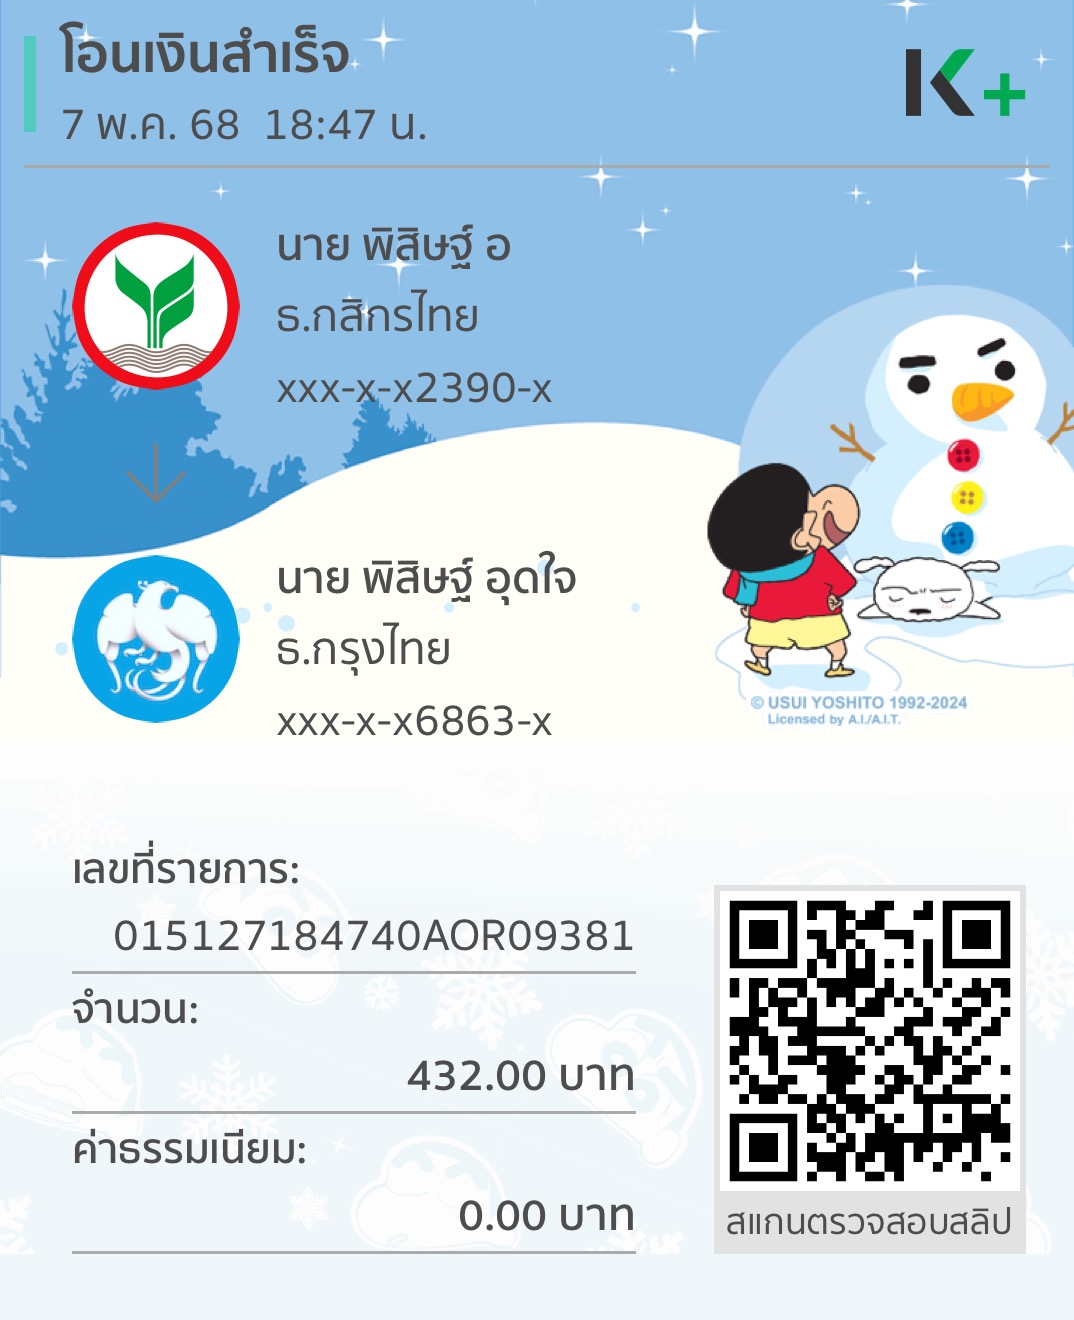 โอนเงินสำเร็จ
7 พ.ค. 68  18:47 น.
K+
นาย พิสิษฐ์ อ
ธ.กสิกรไทย
xxx-x-x2390-x
นาย พิสิษฐ์ อุดใจ
ธ.กรุงไทย
xxx-x-x6863-x
© USUI YOSHITO 1992-2024
Licensed by A.I./A.I.T.
เลขที่รายการ:
015127184740AOR09381
จำนวน:
432.00 บาท
ค่าธรรมเนียม:
0.00 บาท
สแกนตรวจสอบสลิป